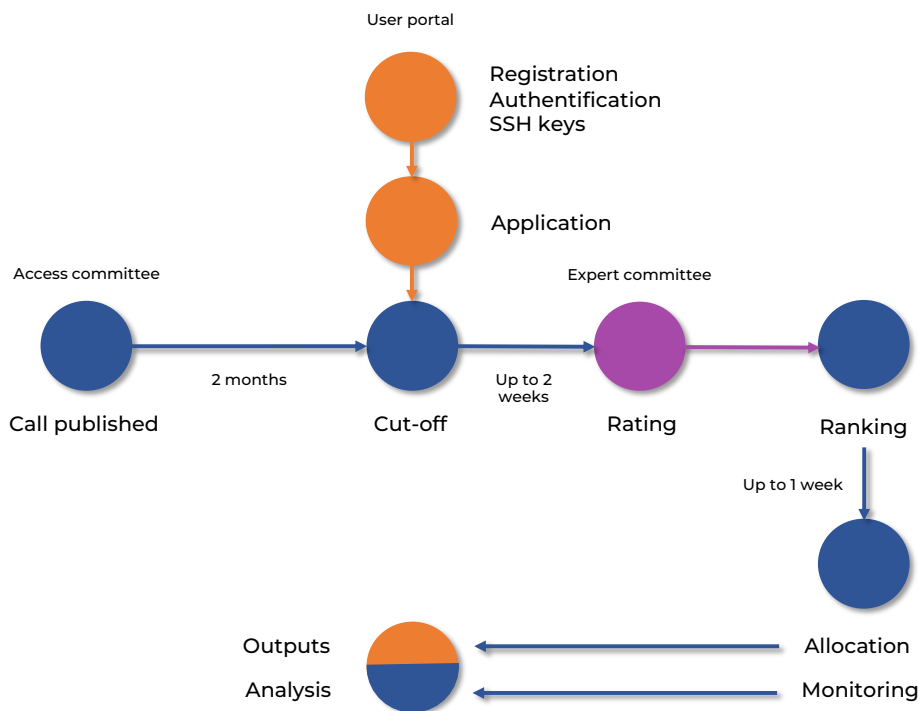 User portal
Registration
Authentification
SSH keys
Application
Access committee
Expert committee
2 months
Up to 2
weeks
Call published
Cut-off
Rating
Ranking
Up to 1 week
Outputs
Allocation
Analysis
Monitoring